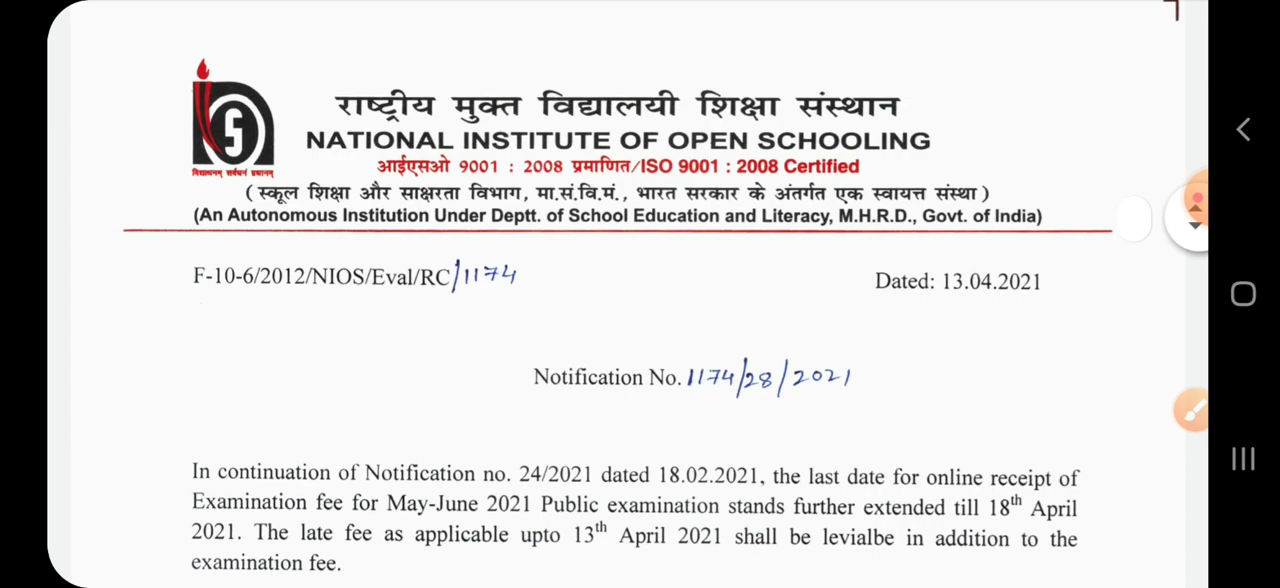 राष्ट्रीय मुक्त विद्यालयी शिक्षा संस्थान
NATIONAL INSTITUTE OF OPEN SCHOOLING
आईएसओ 9001 : 2008 प्रमाणित/ISO 9001 : 2008 Certified
विद्याधनम् सर्वधनं प्रधानम्
( स्कूल शिक्षा और साक्षरता विभाग, मा.सं.वि.मं., भारत सरकार के अंतर्गत एक स्वायत्त संस्था )
(An Autonomous Institution Under Deptt. of School Education and Literacy, M.H.R.D., Govt. of India)
F-10-6/2012/NIOS/Eval/RC/1174 Dated: 13.04.2021
Notification No. 1174/28/2021
In continuation of Notification no. 24/2021 dated 18.02.2021, the last date for online receipt of
Examination fee for May-June 2021 Public examination stands further extended till 18th April
2021. The late fee as applicable upto 13th April 2021 shall be levialbe in addition to the
examination fee.